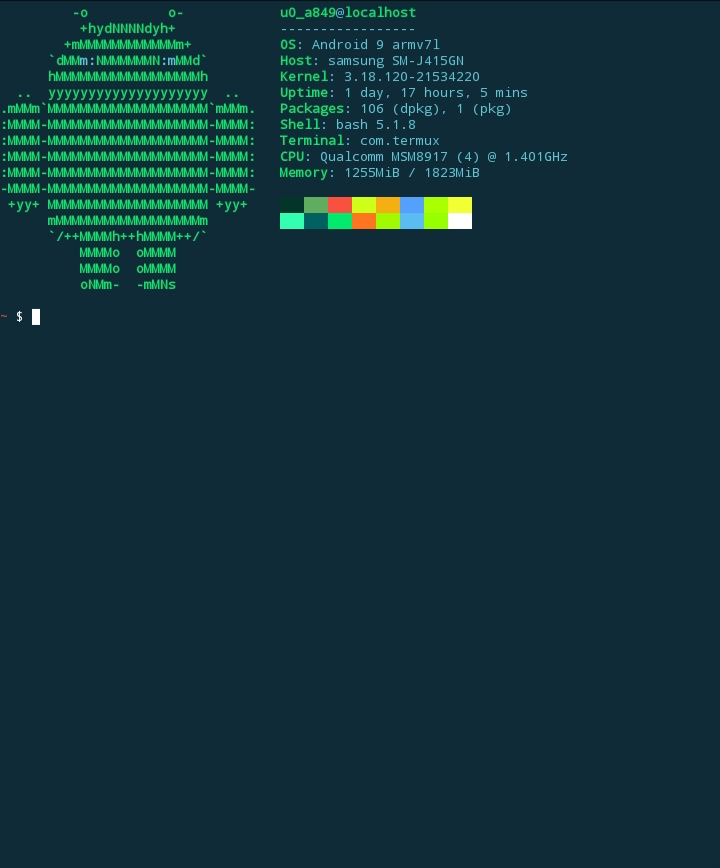 -o          o-
          +hydNNNNdyh+
        +mMMMMMMMMMMMMm+
      `dMMm:NMMMMMMN:mMMd`
      hMMMMMMMMMMMMMMMMMMh
  ..  yyyyyyyyyyyyyyyyyyyy  ..
.mMMm`MMMMMMMMMMMMMMMMMMMM`mMMm.
:MMMM-MMMMMMMMMMMMMMMMMMMM-MMMM:
:MMMM-MMMMMMMMMMMMMMMMMMMM-MMMM:
:MMMM-MMMMMMMMMMMMMMMMMMMM-MMMM:
:MMMM-MMMMMMMMMMMMMMMMMMMM-MMMM:
-MMMM-MMMMMMMMMMMMMMMMMMMM-MMMM-
 +yy+ MMMMMMMMMMMMMMMMMMMM +yy+
      mMMMMMMMMMMMMMMMMMMm
      `/++MMMMh++hMMMM++/`
          MMMMo  oMMMM
          MMMMo  oMMMM
          oNMm-  -mMNs
u0_a849@localhost
-----------------
OS: Android 9 armv7l
Host: samsung SM-J415GN
Kernel: 3.18.120-21534220
Uptime: 1 day, 17 hours, 5 mins
Packages: 106 (dpkg), 1 (pkg)
Shell: bash 5.1.8
Terminal: com.termux
CPU: Qualcomm MSM8917 (4) @ 1.401GHz
Memory: 1255MiB / 1823MiB
~ $